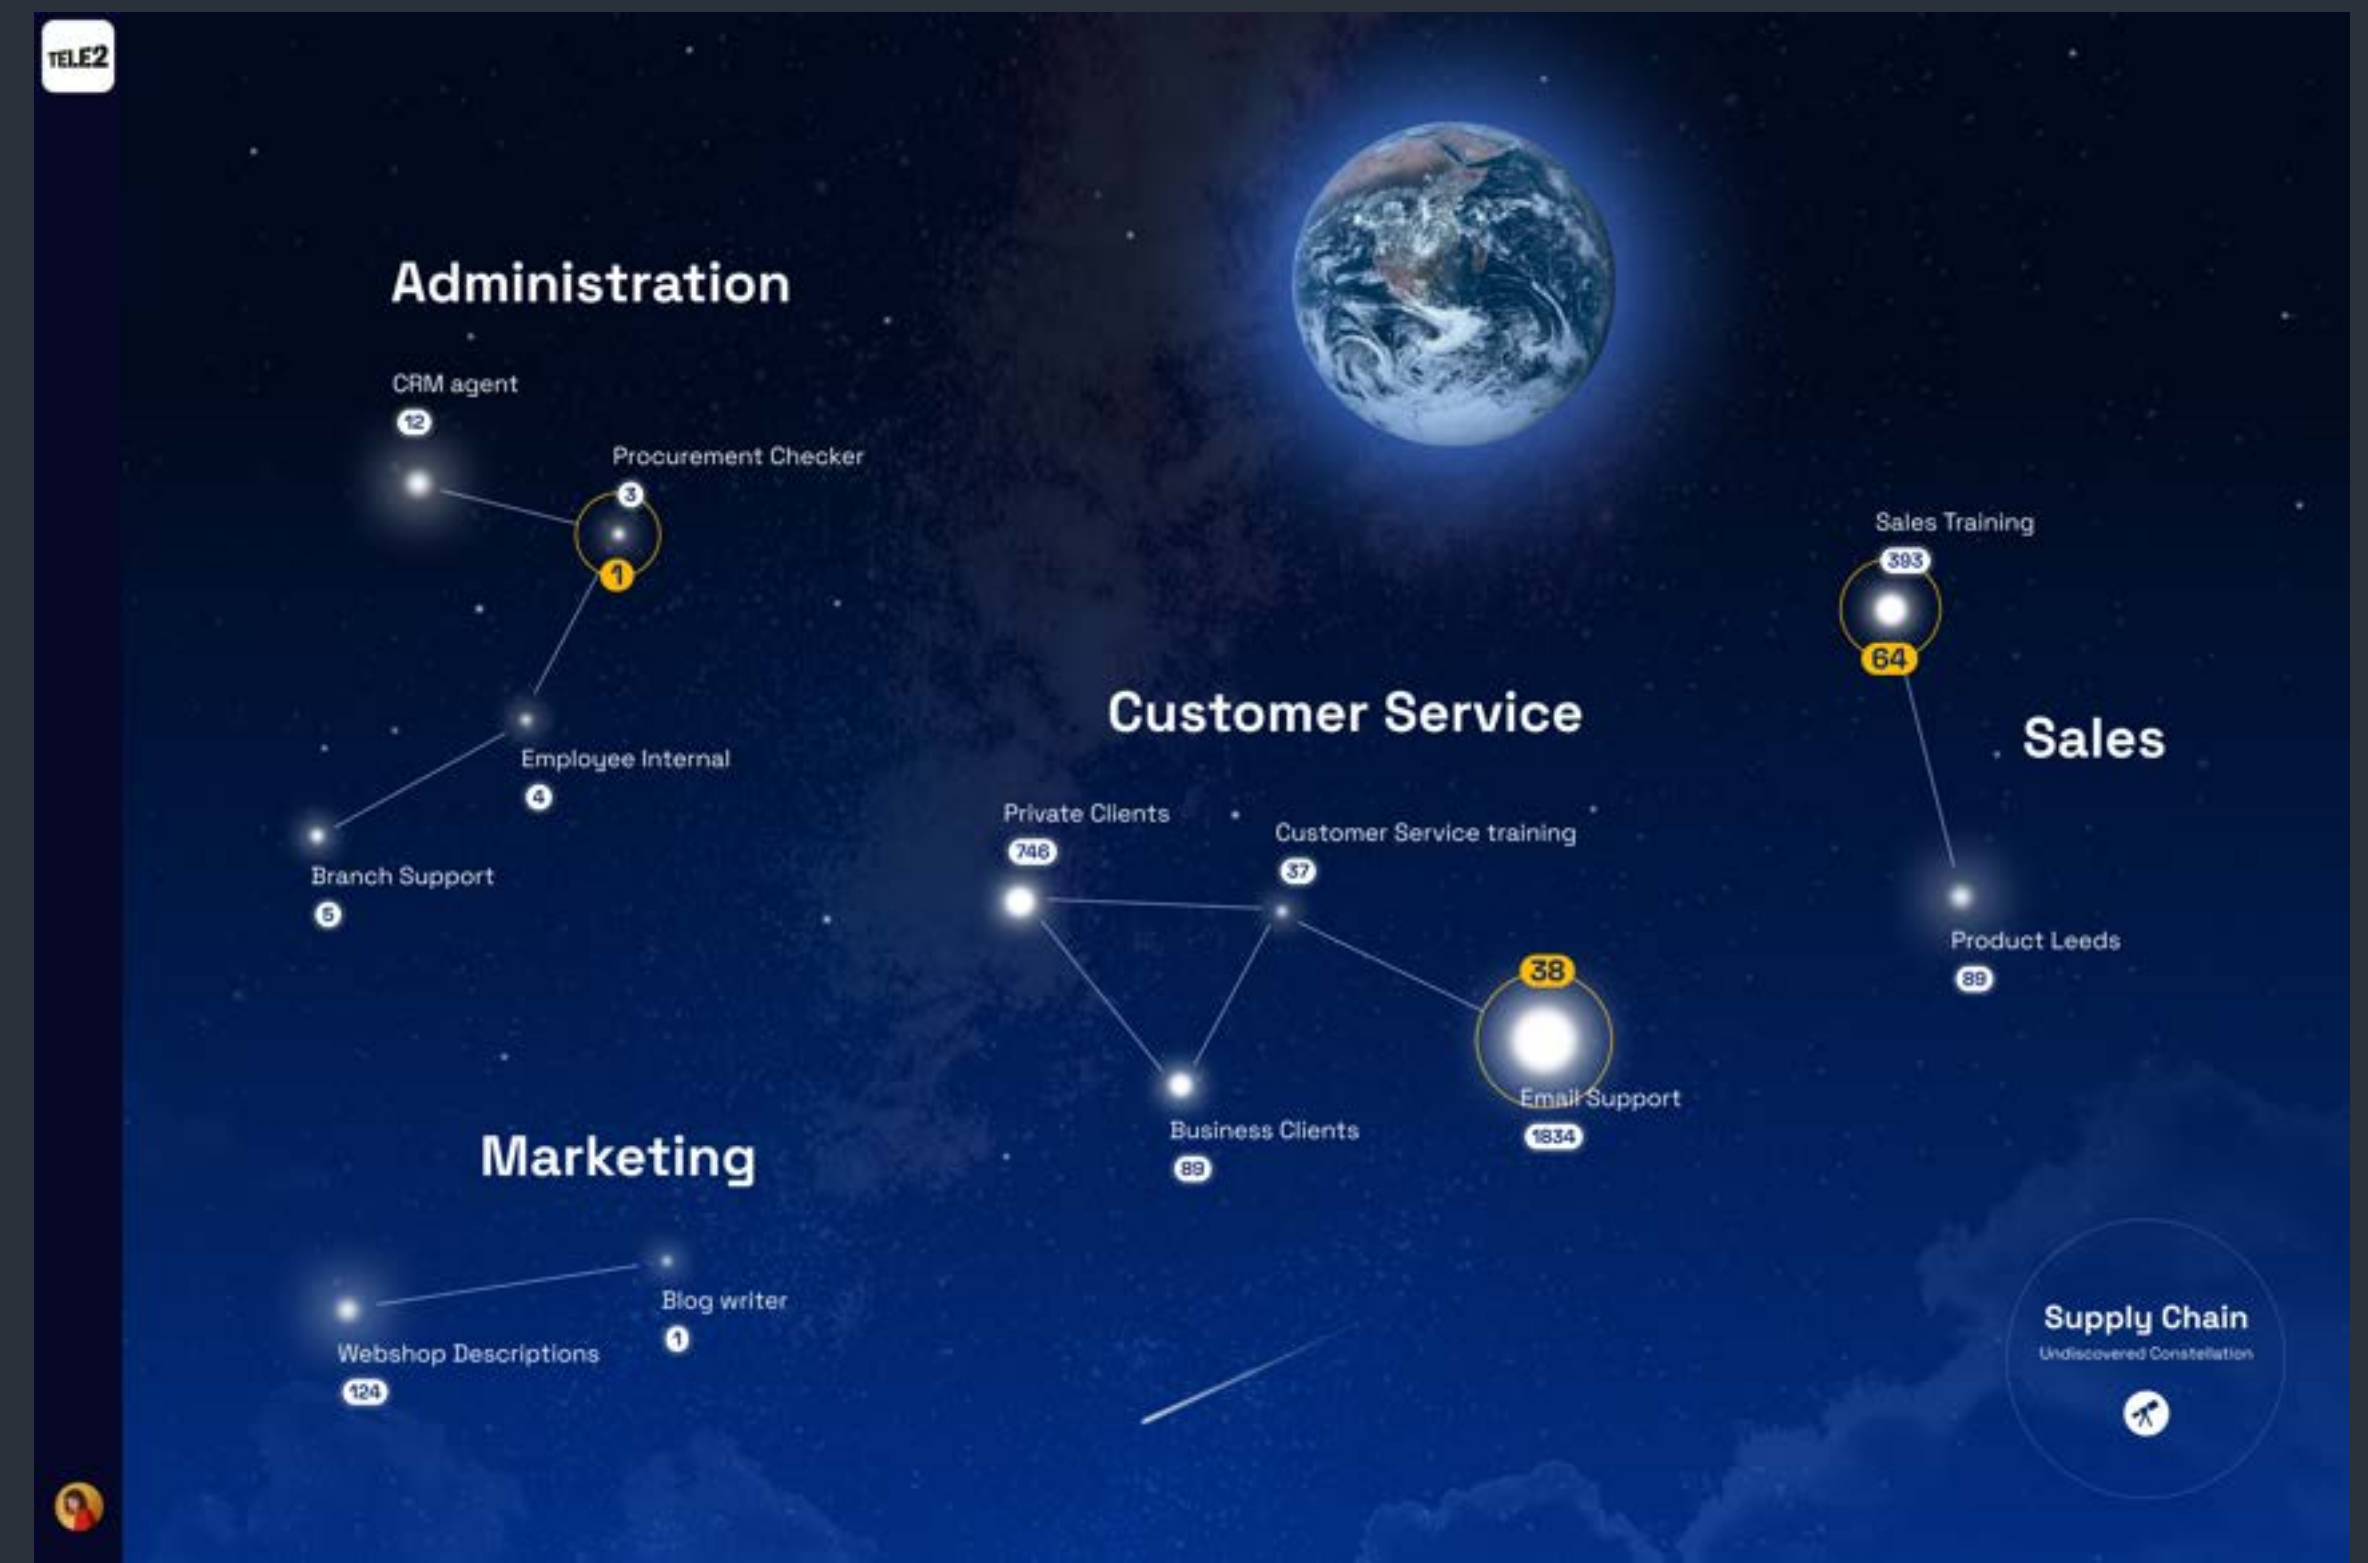 TELE2
Administration
CRM agent
12
Procurement Checker
3
1
Employee Internal
4
Branch Support
5
Customer Service
Private Clients
746
Customer Service training
37
38
Email Support
1834
Business Clients
89
Sales Training
393
64
Sales
Product Leeds
89
Marketing
Blog writer
1
Webshop Descriptions
124
Supply Chain
Undiscovered Constellation